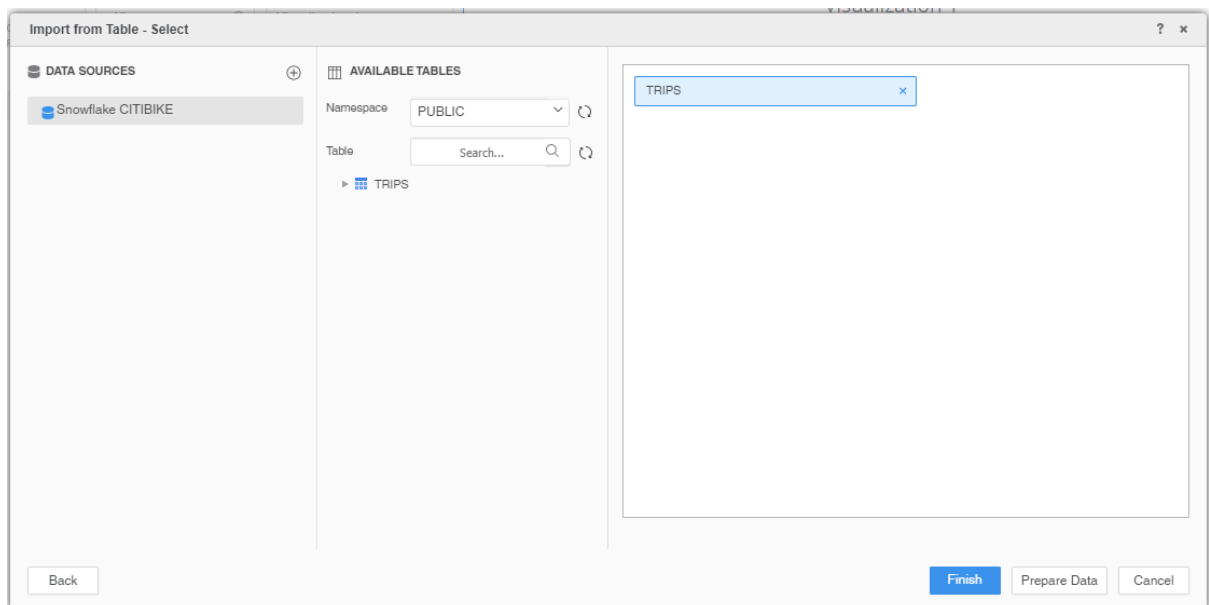 Import from Table - Select
? ×
DATA SOURCES
Snowflake CITIBIKE
AVAILABLE TABLES
Namespace PUBLIC
Table Search...
TRIPS
TRIPS ×
Back
Finish Prepare Data Cancel